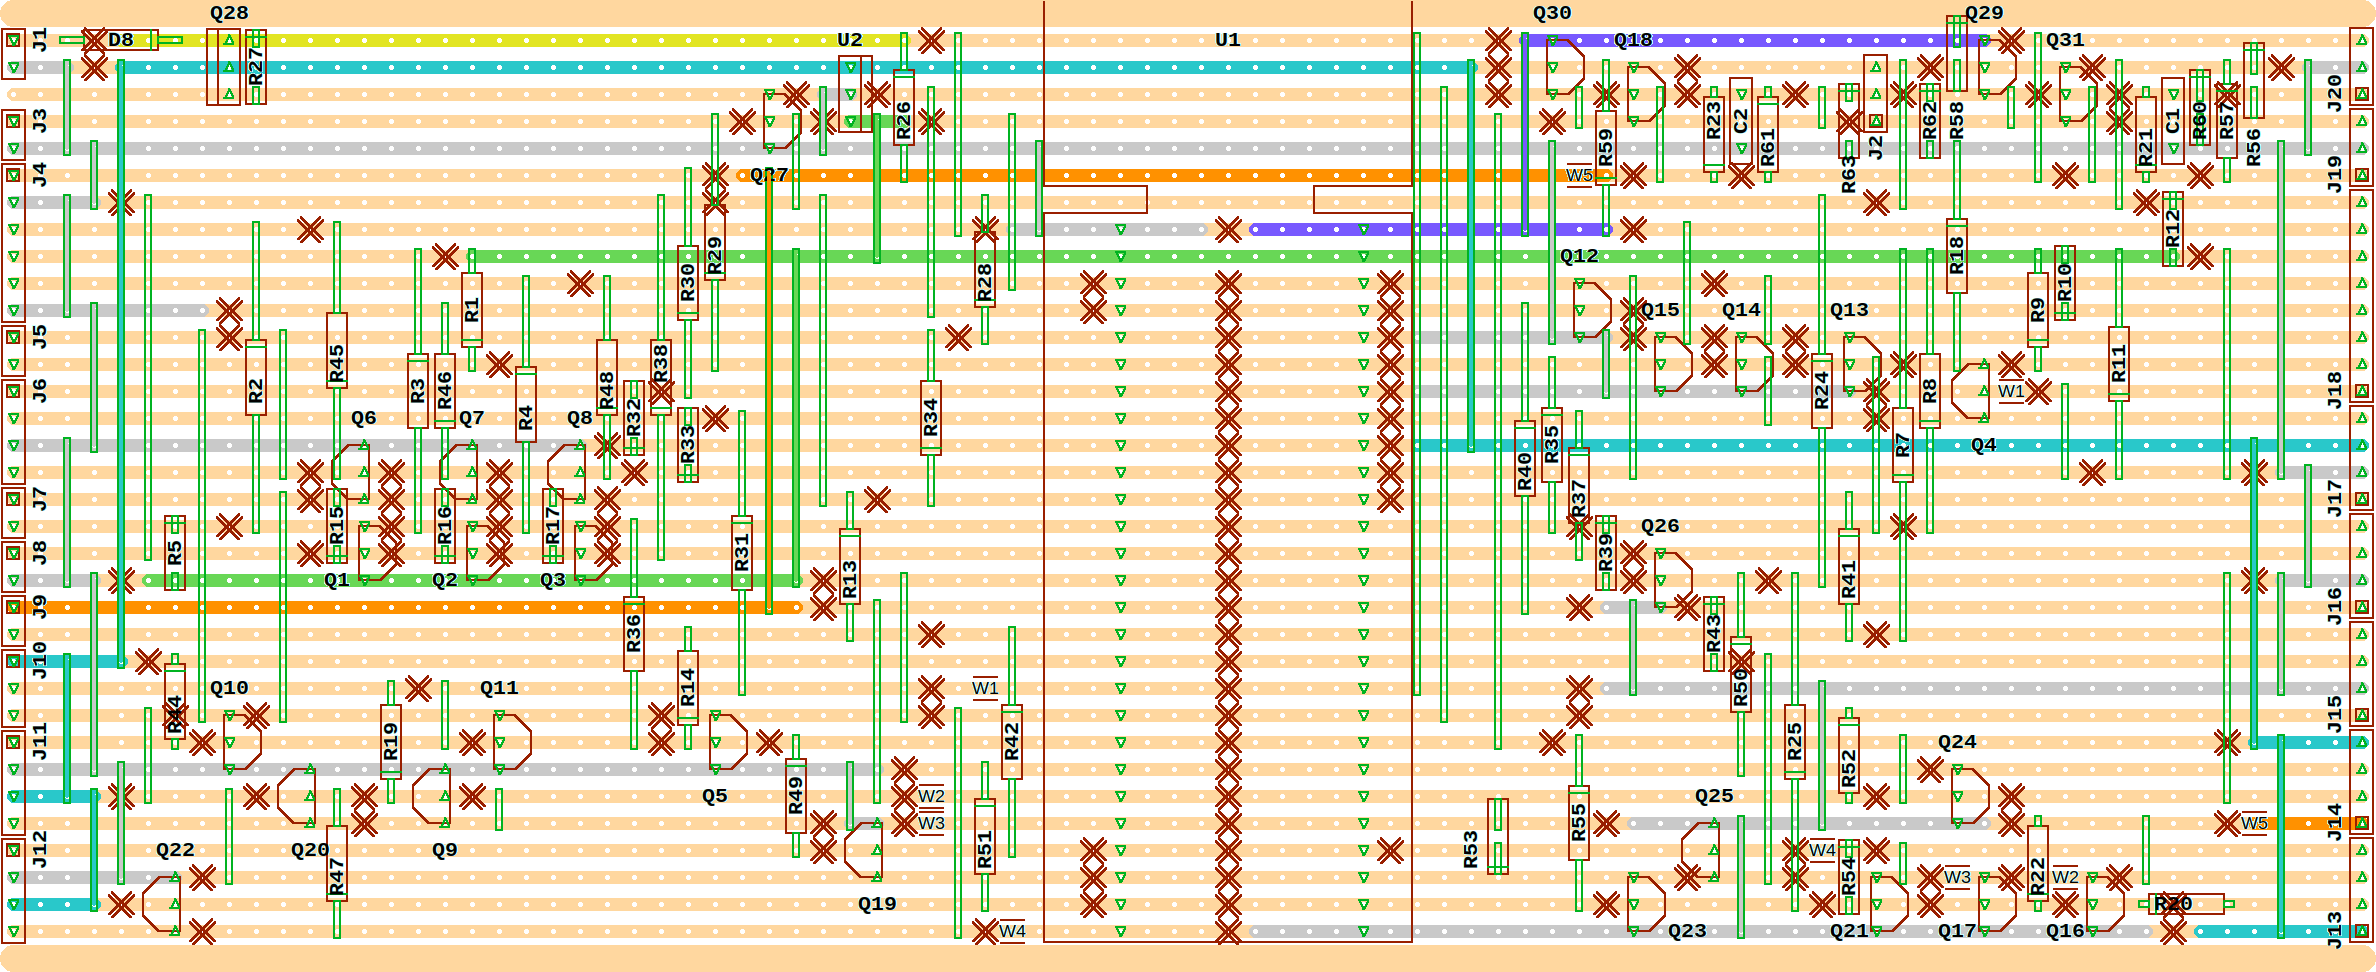 Q28 Q30 Q29
J1 D8 U2 U1 Q18 Q31
R27 J20
J3 R26 R23 C2 R61 R62 R58 R21 C1 R60 R57 R56
R59 J2
J4 Q27 W5 R63 J19
R29 R12
R30 R28 Q12 R18
R1 R9 R10
J5 Q15 Q14 Q13
R45 R38 R11
J6 R2 R3 R46 R4 R48 R32 R34 R24 R8 W1 J18
Q6 Q7 Q8 R33 R40 R35 R7 Q4
J7 R37 J17
R15 R16 R17 Q26
J8 R5 R31 R39
Q1 Q2 Q3 R13 R41
J9 R36 R43 J16
J10 R14 R50
R44 Q10 Q11 W1 J15
J11 R19 R42 R25 Q24
R52
R49 Q5 W2 Q25
W3 R55 W5 J14
J12 Q22 Q20 Q9 R51 R53 W4
R47 R54 W3 R22 W2
Q19 R20
W4 Q23 Q21 Q17 Q16 J13